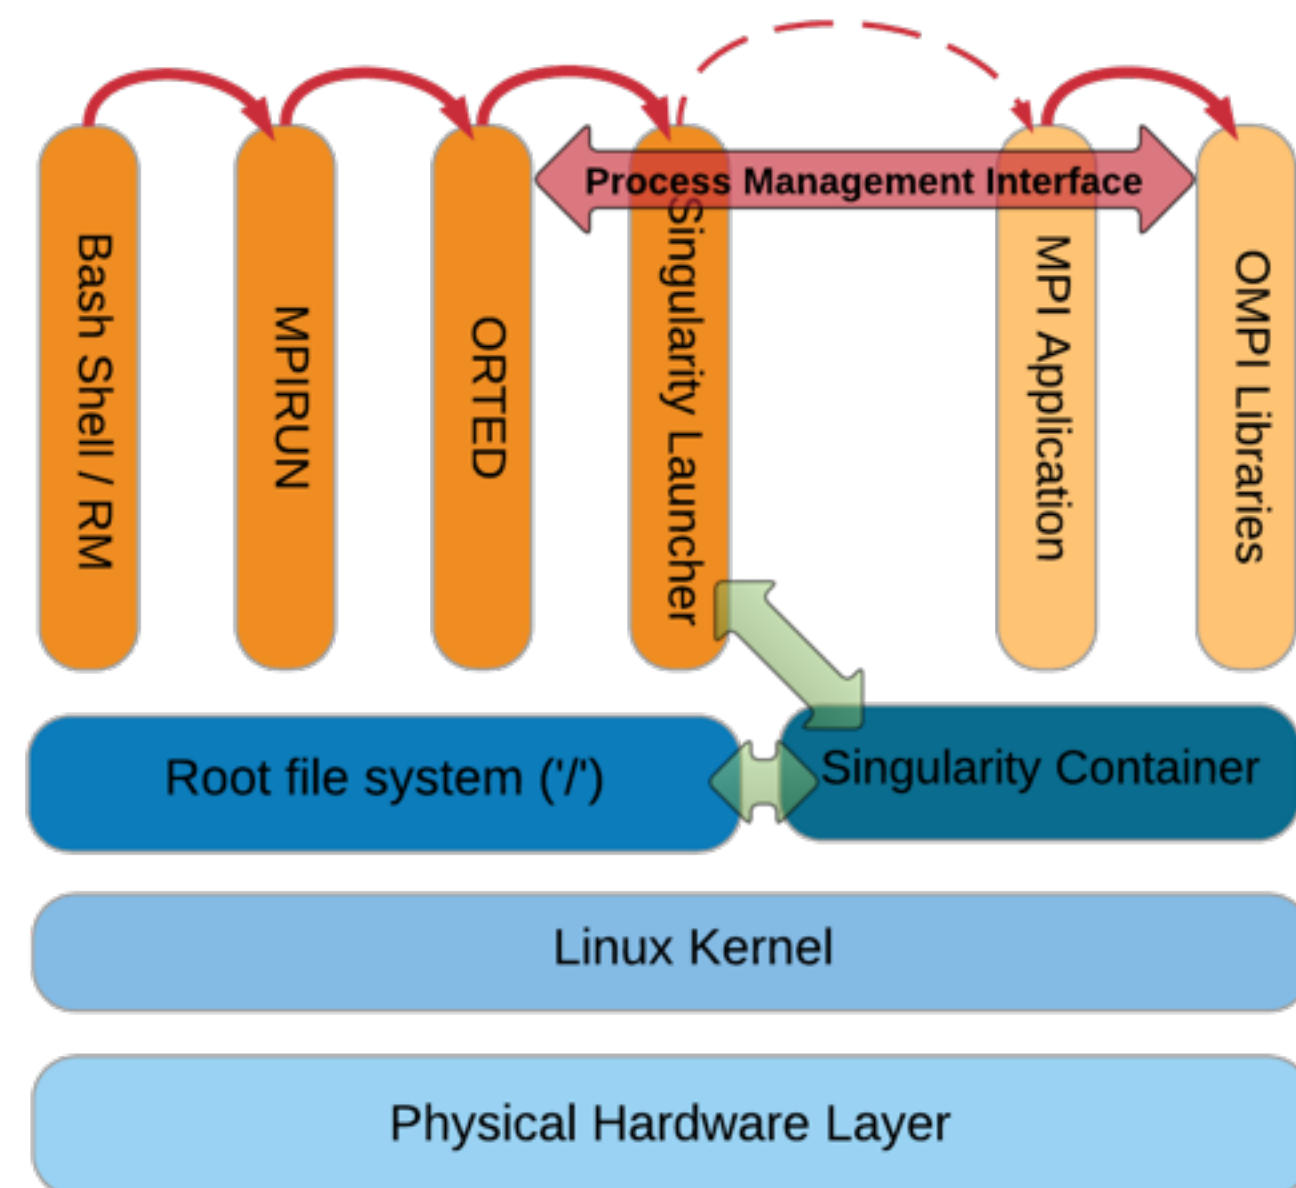 Process Management Interface
Bash Shell / RM
MPIRUN
ORTED
Singularity Launcher
MPI Application
OMPI Libraries
Root file system ('/')
Singularity Container
Linux Kernel
Physical Hardware Layer